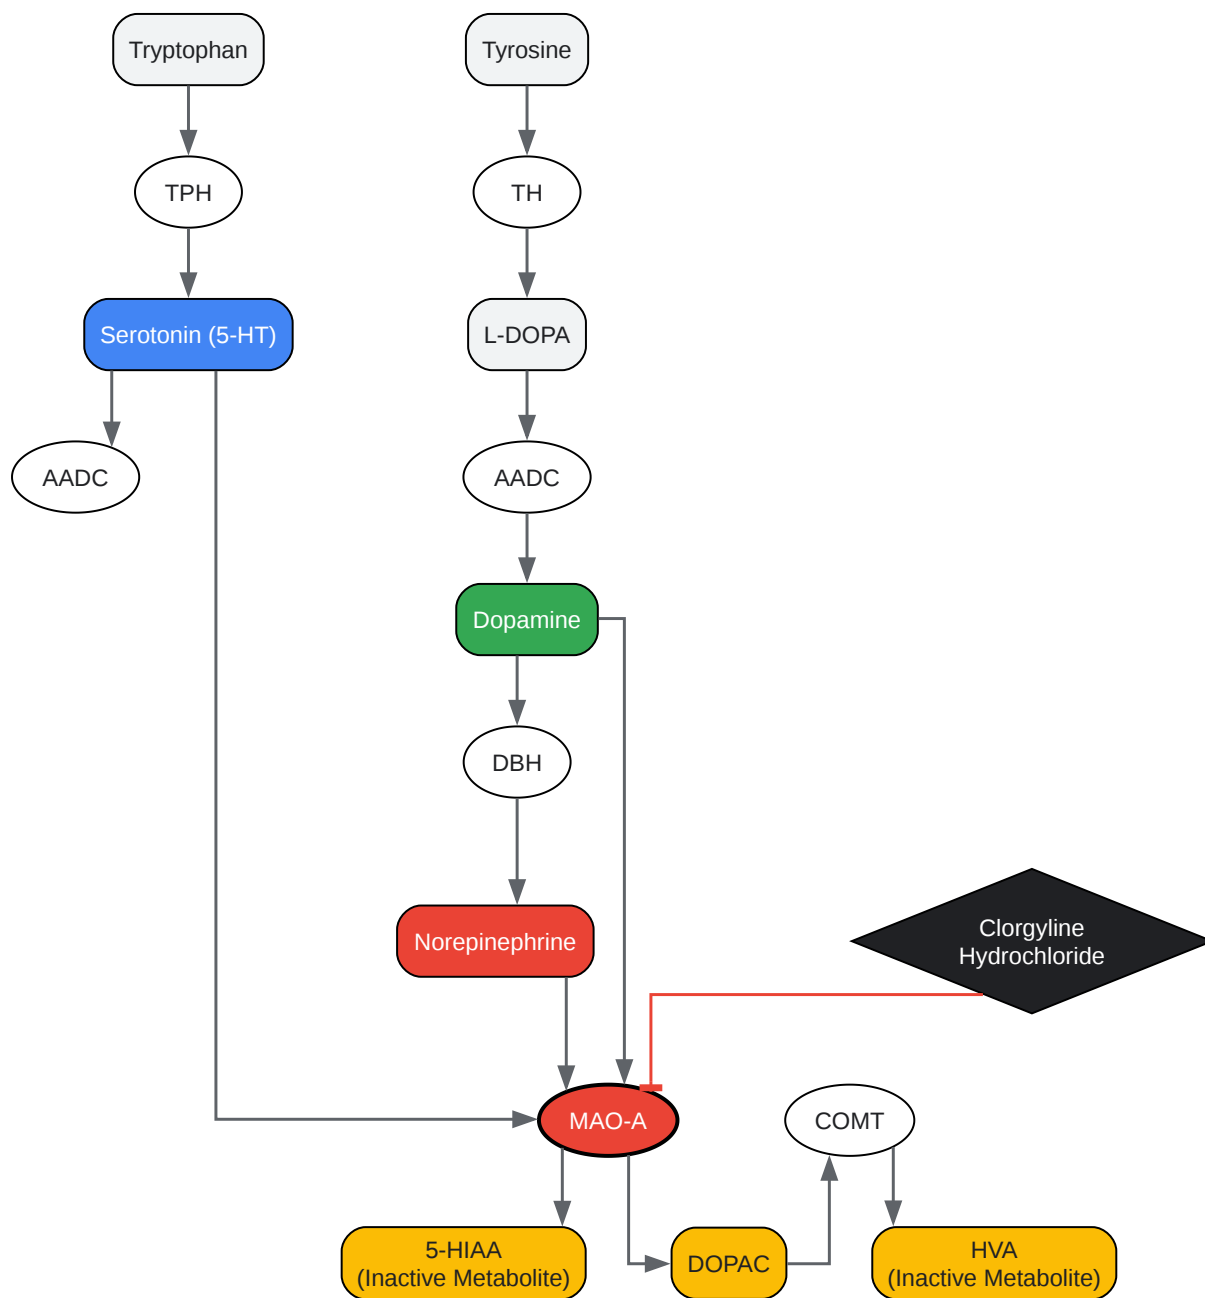 Tryptophan
Tyrosine
TPH
TH
Serotonin (5-HT)
L-DOPA
AADC
AADC
Dopamine
DBH
Norepinephrine
Clorgyline
Hydrochloride
MAO-A
COMT
5-HIAA
(Inactive Metabolite)
DOPAC
HVA
(Inactive Metabolite)